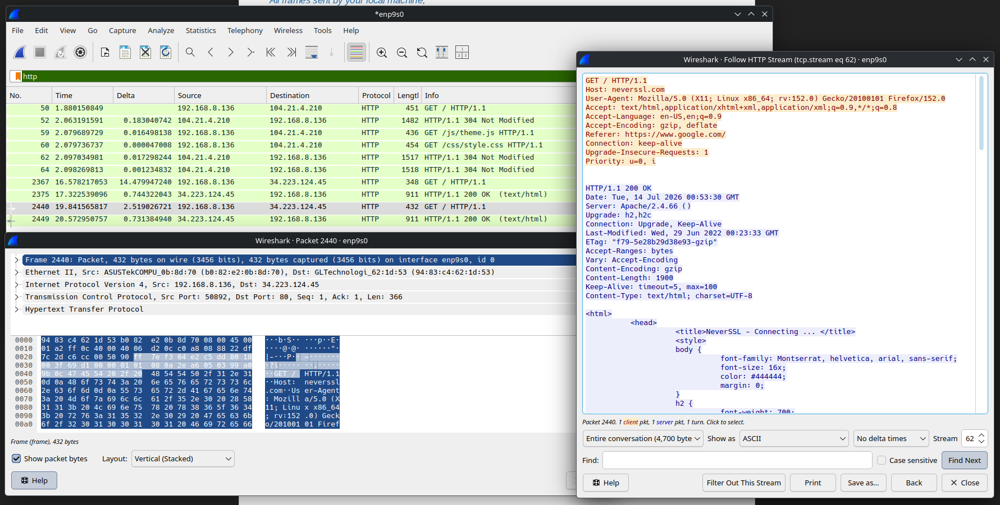 All frames sent by your local machine,
*enp9s0
File Edit View Go Capture Analyze Statistics Telephony Wireless Tools Help
http
No. Time Delta Source Destination Protocol Lengtl Info
50 1.880150849 192.168.8.136 104.21.4.210 HTTP 451 GET / HTTP/1.1
52 2.063191591 0.183040742 104.21.4.210 192.168.8.136 HTTP 1482 HTTP/1.1 304 Not Modified
59 2.079689729 0.016498138 192.168.8.136 104.21.4.210 HTTP 436 GET /js/theme.js HTTP/1.1
60 2.079736737 0.000047008 192.168.8.136 104.21.4.210 HTTP 454 GET /css/style.css HTTP/1.1
62 2.097034981 0.017298244 104.21.4.210 192.168.8.136 HTTP 1517 HTTP/1.1 304 Not Modified
64 2.098269813 0.001234832 104.21.4.210 192.168.8.136 HTTP 1518 HTTP/1.1 304 Not Modified
2367 16.578217053 14.479947240 192.168.8.136 34.223.124.45 HTTP 348 GET / HTTP/1.1
2375 17.322539096 0.744322043 34.223.124.45 192.168.8.136 HTTP 911 HTTP/1.1 200 OK (text/html)
2440 19.841565817 2.519026721 192.168.8.136 34.223.124.45 HTTP 432 GET / HTTP/1.1
2449 20.572950757 0.731384940 34.223.124.45 192.168.8.136 HTTP 911 HTTP/1.1 200 OK (text/html)
Wireshark · Packet 2440 · enp9s0
Frame 2440: Packet, 432 bytes on wire (3456 bits), 432 bytes captured (3456 bits) on interface enp9s0, id 0
Ethernet II, Src: ASUSTekCOMPU_0b:8d:70 (b0:82:e2:0b:8d:70), Dst: GLTechnologi_62:1d:53 (94:83:c4:62:1d:53)
Internet Protocol Version 4, Src: 192.168.8.136, Dst: 34.223.124.45
Transmission Control Protocol, Src Port: 50892, Dst Port: 80, Seq: 1, Ack: 1, Len: 366
Hypertext Transfer Protocol
0000 94 83 c4 62 1d 53 b0 82 e2 0b 8d 70 08 00 45 00 ···b·S·· ···p··E·
0010 01 a2 ff 0c 40 00 40 06 d2 0c c0 a8 08 88 22 df ····@·@· ······"·
0020 7c 2d c6 cc 00 50 90 ff 7e f3 04 e2 c5 dd 80 18 |-···P·· ~·······
0030 00 3f 69 d1 00 00 01 01 08 0a 2e a6 05 03 99 a0 ·?i····· ··.·····
0040 9b 0c 47 45 54 20 2f 20 48 54 54 50 2f 31 2e 31 ··GET / HTTP/1.1
0050 0d 0a 48 6f 73 74 3a 20 6e 65 76 65 72 73 73 6c ··Host: neverssl
0060 2e 63 6f 6d 0d 0a 55 73 65 72 2d 41 67 65 6e 74 .com··Us er-Agent
0070 3a 20 4d 6f 7a 69 6c 6c 61 2f 35 2e 30 20 28 58 : Mozill a/5.0 (X
0080 31 31 3b 20 4c 69 6e 75 78 20 78 38 36 5f 36 34 11; Linu x x86_64
0090 3b 20 72 76 3a 31 35 32 2e 30 29 20 47 65 63 6b ; rv:152 .0) Geck
00a0 6f 2f 32 30 31 30 30 31 30 31 20 46 69 72 65 66 o/201001 01 Firef
Frame (frame), 432 bytes
Show packet bytes Layout: Vertical (Stacked)
Help
Wireshark · Follow HTTP Stream (tcp.stream eq 62) · enp9s0
GET / HTTP/1.1
Host: neverssl.com
User-Agent: Mozilla/5.0 (X11; Linux x86_64; rv:152.0) Gecko/20100101 Firefox/152.0
Accept: text/html,application/xhtml+xml,application/xml;q=0.9,*/*;q=0.8
Accept-Language: en-US,en;q=0.9
Accept-Encoding: gzip, deflate
Referer: https://www.google.com/
Connection: keep-alive
Upgrade-Insecure-Requests: 1
Priority: u=0, i
HTTP/1.1 200 OK
Date: Tue, 14 Jul 2026 00:53:30 GMT
Server: Apache/2.4.66 ()
Upgrade: h2,h2c
Connection: Upgrade, Keep-Alive
Last-Modified: Wed, 29 Jun 2022 00:23:33 GMT
ETag: "f79-5e28b29d38e93-gzip"
Accept-Ranges: bytes
Vary: Accept-Encoding
Content-Encoding: gzip
Content-Length: 1900
Keep-Alive: timeout=5, max=100
Content-Type: text/html; charset=UTF-8
<html>
<head>
<title>NeverSSL - Connecting ... </title>
<style>
body {
font-family: Montserrat, helvetica, arial, sans-serif;
font-size: 16x;
color: #444444;
margin: 0;
}
h2 {
font-weight: 700;
Packet 2440. 1 client pkt, 1 server pkt, 1 turn. Click to select.
Entire conversation (4,700 byte Show as ASCII No delta times Stream 62
Find: Case sensitive Find Next
Help Filter Out This Stream Print Save as... Back Close